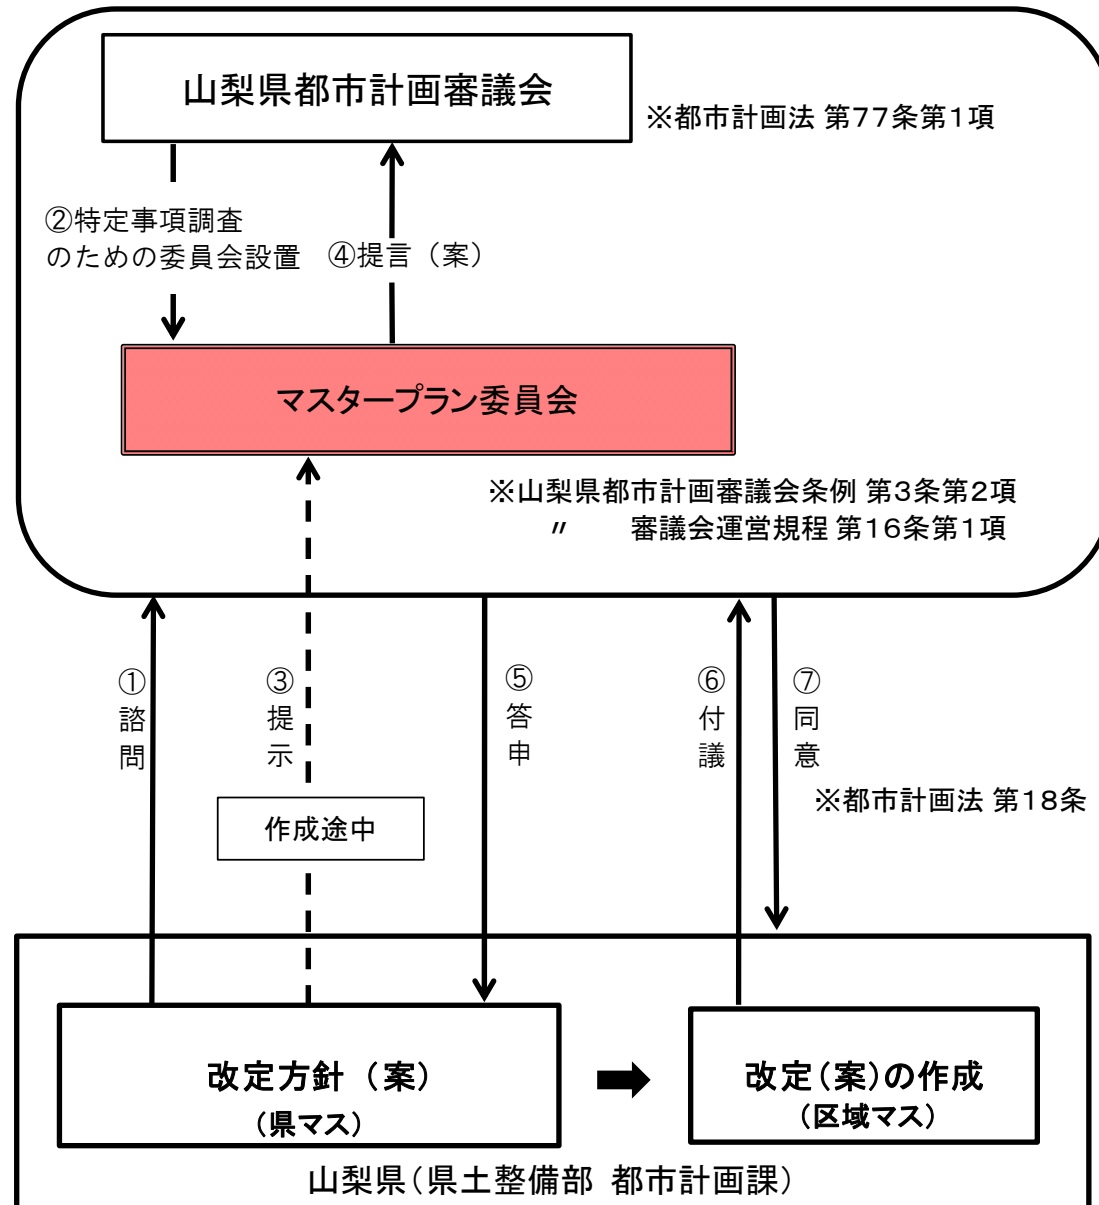 山梨県都市計画審議会
※都市計画法 第77条第1項
②特定事項調査
のための委員会設置
④提言（案）
マスタープラン委員会
※山梨県都市計画審議会条例 第3条第2項
〃 審議会運営規程 第16条第1項
①諮問
③提示
⑤答申
⑥付議
⑦同意
※都市計画法 第18条
作成途中
改定方針（案）
（県マス）
改定（案）の作成
（区域マス）
山梨県（県土整備部 都市計画課）